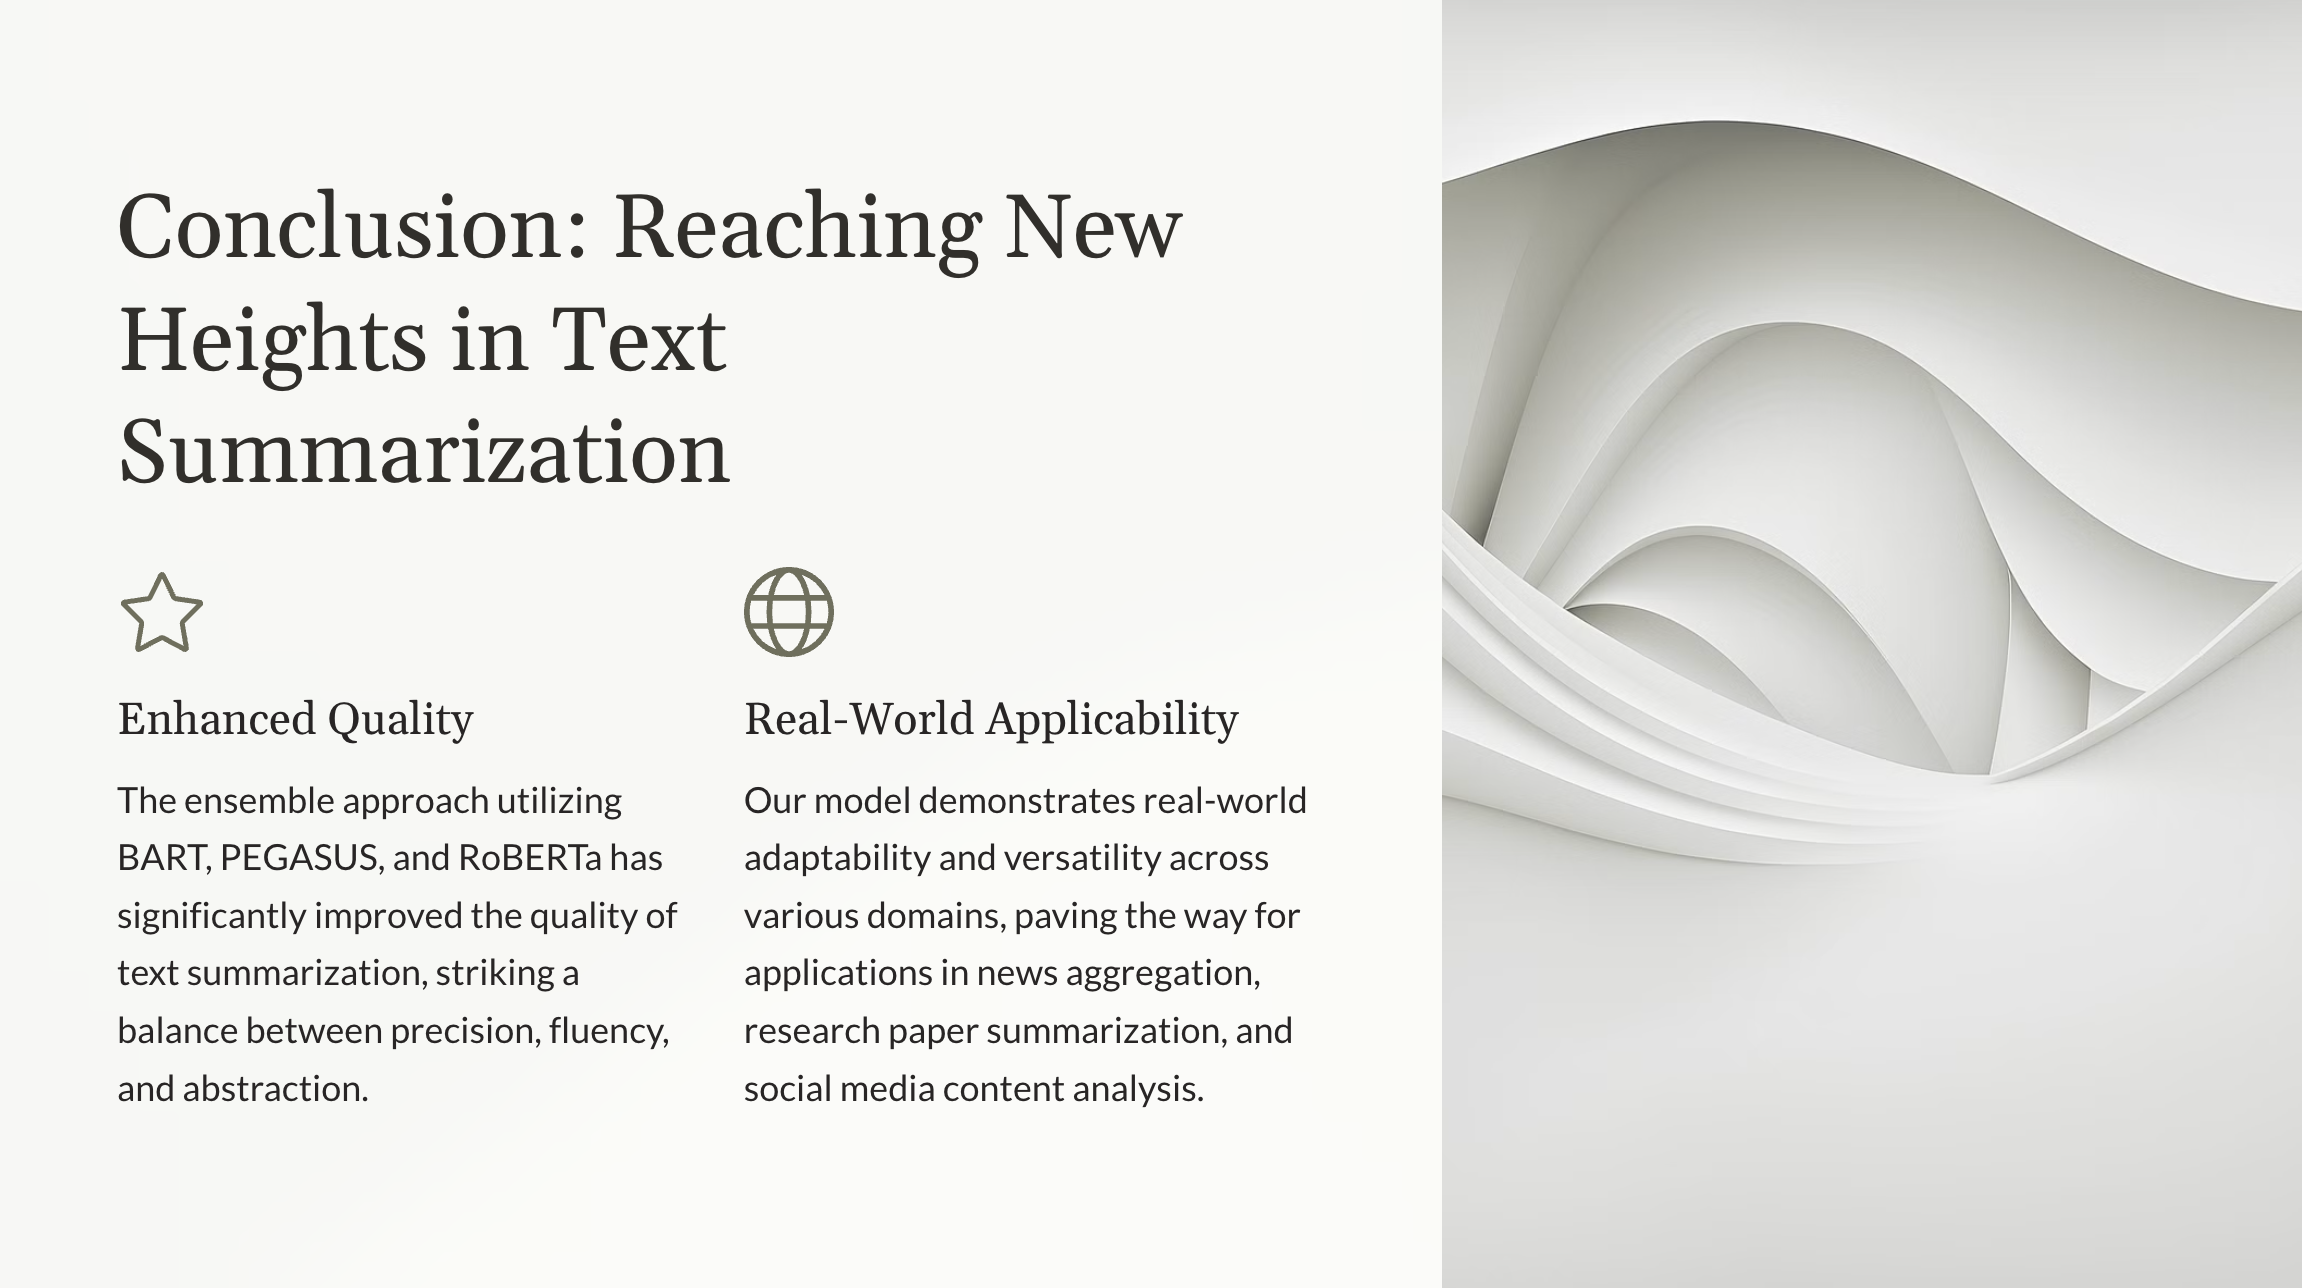 Conclusion: Reaching New
Heights in Text
Summarization
Enhanced Quality
The ensemble approach utilizing
BART, PEGASUS, and RoBERTa has
significantly improved the quality of
text summarization, striking a
balance between precision, fluency,
and abstraction.
Real-World Applicability
Our model demonstrates real-world
adaptability and versatility across
various domains, paving the way for
applications in news aggregation,
research paper summarization, and
social media content analysis.